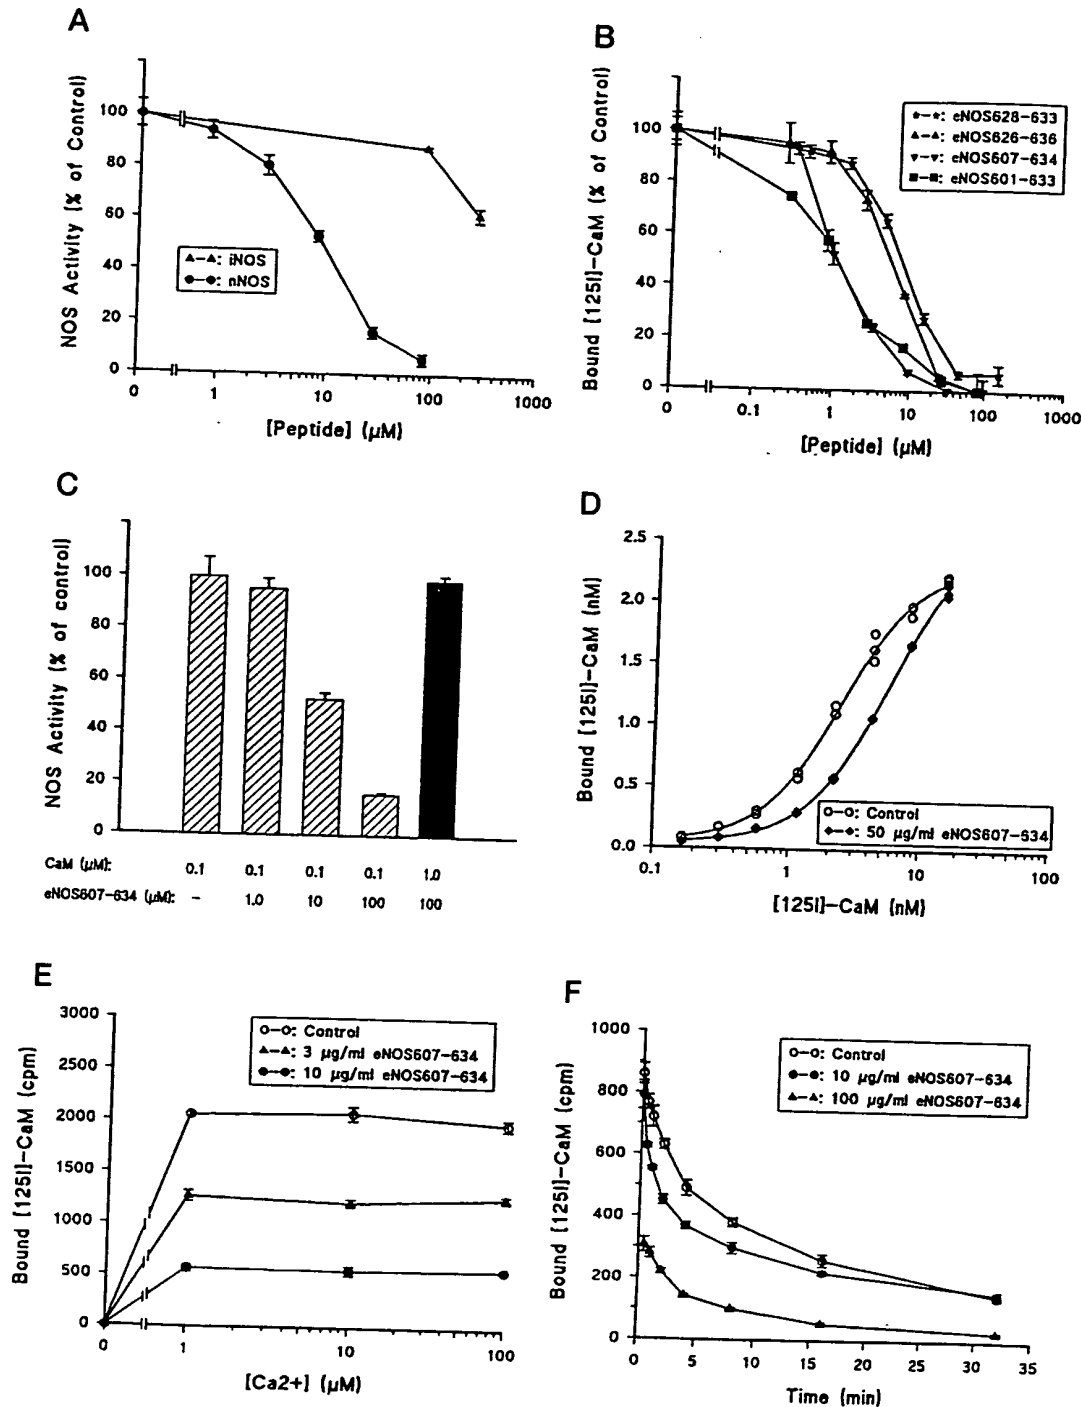 A
NOS Activity (% of Control)
100
80
60
40
20
0
▲–▲: iNOS
●–●: nNOS
0 1 10 100 1000
[Peptide] (µM)
B
Bound [125I]-CaM (% of Control)
100
80
60
40
20
0
★–★: eNOS628-633
▲–▲: eNOS626-636
▼–▼: eNOS607-634
■–■: eNOS601-633
0 0.1 1 10 100 1000
[Peptide] (µM)
C
NOS Activity (% of control)
100
80
60
40
20
0
CaM (µM): 0.1 0.1 0.1 0.1 1.0
eNOS607-634 (µM): - 1.0 10 100 100
D
Bound [125I]-CaM (nM)
2.5
2.0
1.5
1.0
0.5
0.0
○–○: Control
◆–◆: 50 µg/ml eNOS607-634
0.1 1 10 100
[125I]-CaM (nM)
E
Bound [125I]-CaM (cpm)
3000
2500
2000
1500
1000
500
0
○–○: Control
▲–▲: 3 µg/ml eNOS607-634
●–●: 10 µg/ml eNOS607-634
0 1 10 100
[Ca2+] (µM)
F
Bound [125I]-CaM (cpm)
1000
800
600
400
200
0
○–○: Control
●–●: 10 µg/ml eNOS607-634
▲–▲: 100 µg/ml eNOS607-634
0 5 10 15 20 25 30 35
Time (min)